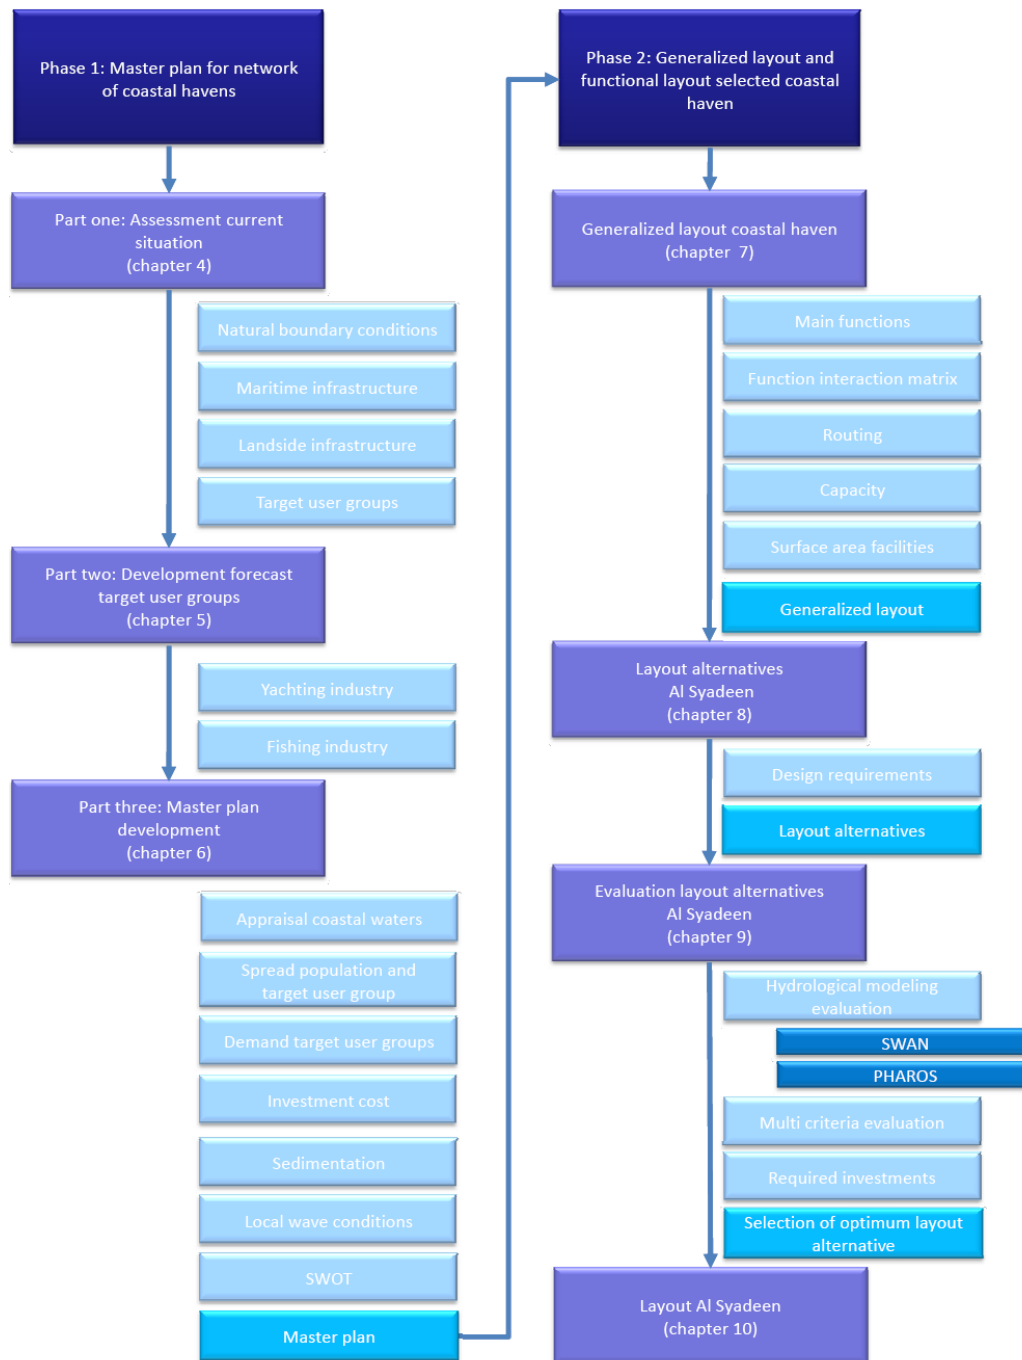 Phase 1: Master plan for network
of coastal havens
Part one: Assessment current
situation
(chapter 4)
Natural boundary conditions
Maritime infrastructure
Landside infrastructure
Target user groups
Part two: Development forecast
target user groups
(chapter 5)
Yachting industry
Fishing industry
Part three: Master plan
development
(chapter 6)
Appraisal coastal waters
Spread population and
target user group
Demand target user groups
Investment cost
Sedimentation
Local wave conditions
SWOT
Master plan
Phase 2: Generalized layout and
functional layout selected coastal
haven
Generalized layout coastal haven
(chapter 7)
Main functions
Function interaction matrix
Routing
Capacity
Surface area facilities
Generalized layout
Layout alternatives
Al Syadeen
(chapter 8)
Design requirements
Layout alternatives
Evaluation layout alternatives
Al Syadeen
(chapter 9)
Hydrological modeling
evaluation
SWAN
PHAROS
Multi criteria evaluation
Required investments
Selection of optimum layout
alternative
Layout Al Syadeen
(chapter 10)